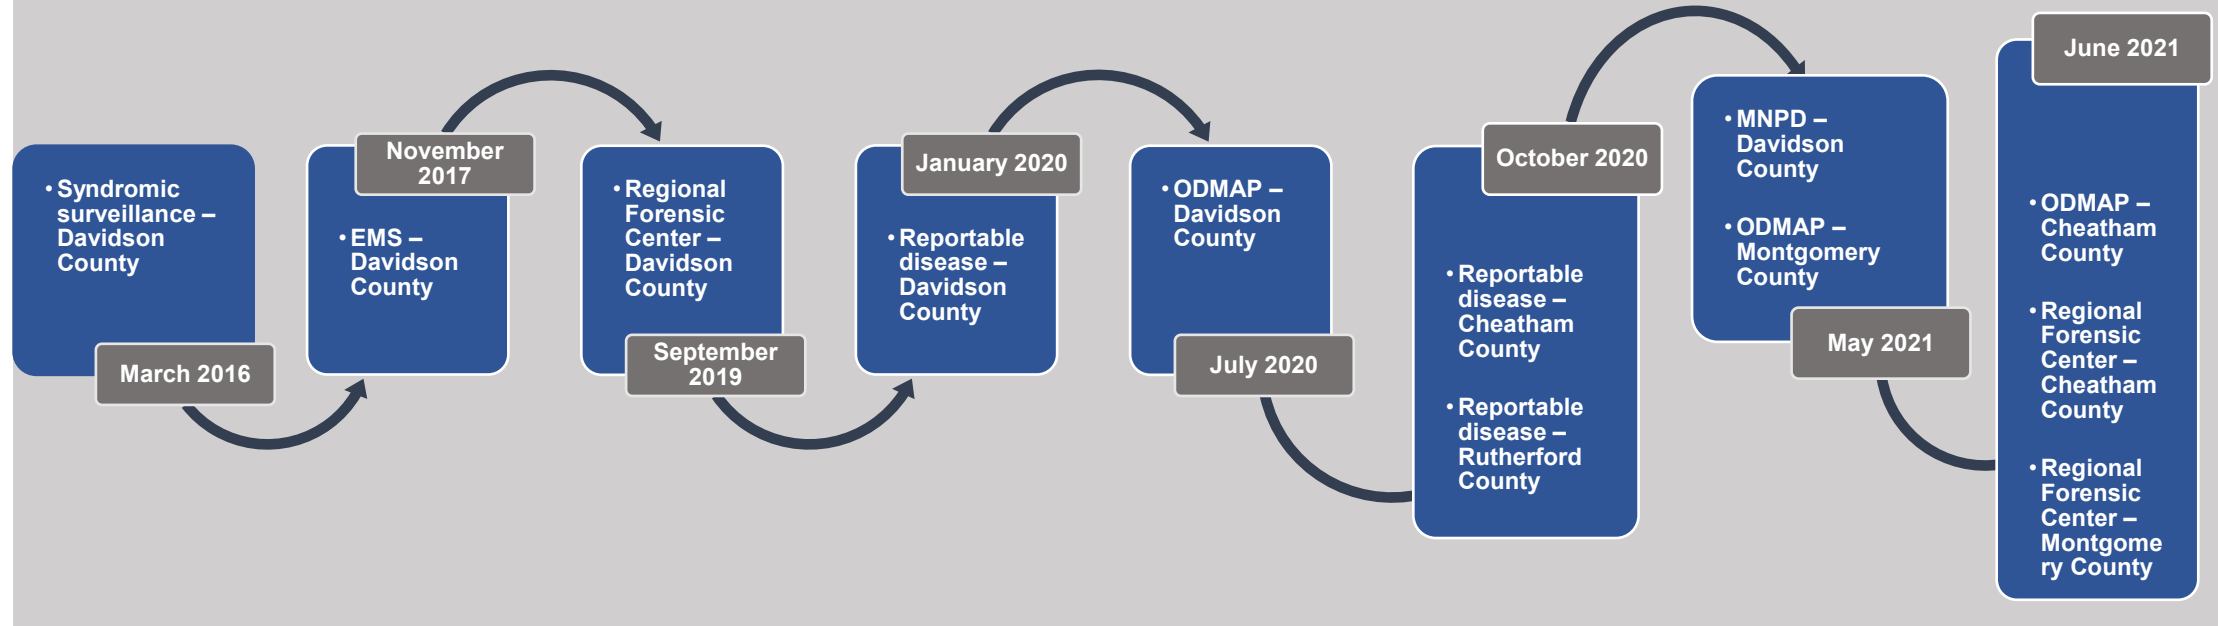 • Syndromic
surveillance –
Davidson
County
March 2016
November
2017
• EMS –
Davidson
County
• Regional
Forensic
Center –
Davidson
County
September
2019
January 2020
• Reportable
disease –
Davidson
County
• ODMAP –
Davidson
County
July 2020
October 2020
• Reportable
disease –
Cheatham
County
• Reportable
disease –
Rutherford
County
• MNPD –
Davidson
County
• ODMAP –
Montgomery
County
May 2021
June 2021
• ODMAP –
Cheatham
County
• Regional
Forensic
Center –
Cheatham
County
• Regional
Forensic
Center –
Montgome
ry County